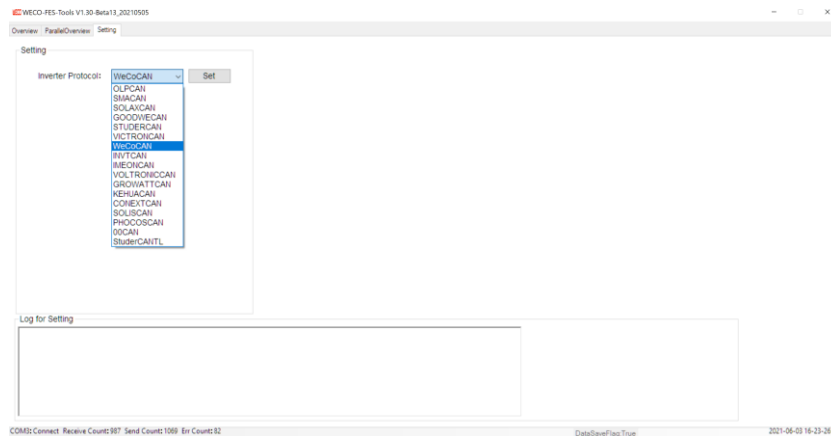 WECO-FES-Tools V1.30-Beta13_20210505
Overview ParallelOverview Setting
Setting
Inverter Protocol: WeCoCAN Set
OLPCAN
SMACAN
SOLAXCAN
GOODWECAN
STUDERCAN
VICTRONCAN
WeCoCAN
INVTCAN
IMEONCAN
VOLTRONICCAN
GROWATTCAN
KEHUACAN
CONEXTCAN
SOLISCAN
PHOCOSCAN
00CAN
StuderCANTL
Log for Setting
COM3: Connect Receive Count: 987 Send Count: 1069 Err Count: 82 DataSaveFlag:True 2021-06-03 16-23-26